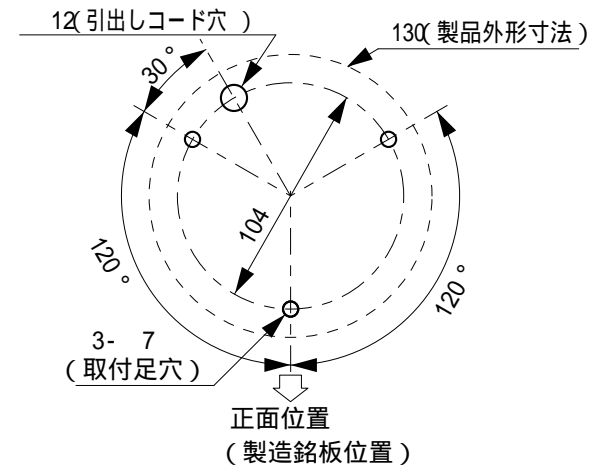 12(引出しコード穴 )
130(製品外形寸法)
30°
104
120°
120°
3- 7
(取付足穴)
正面位置
(製造銘板位置)